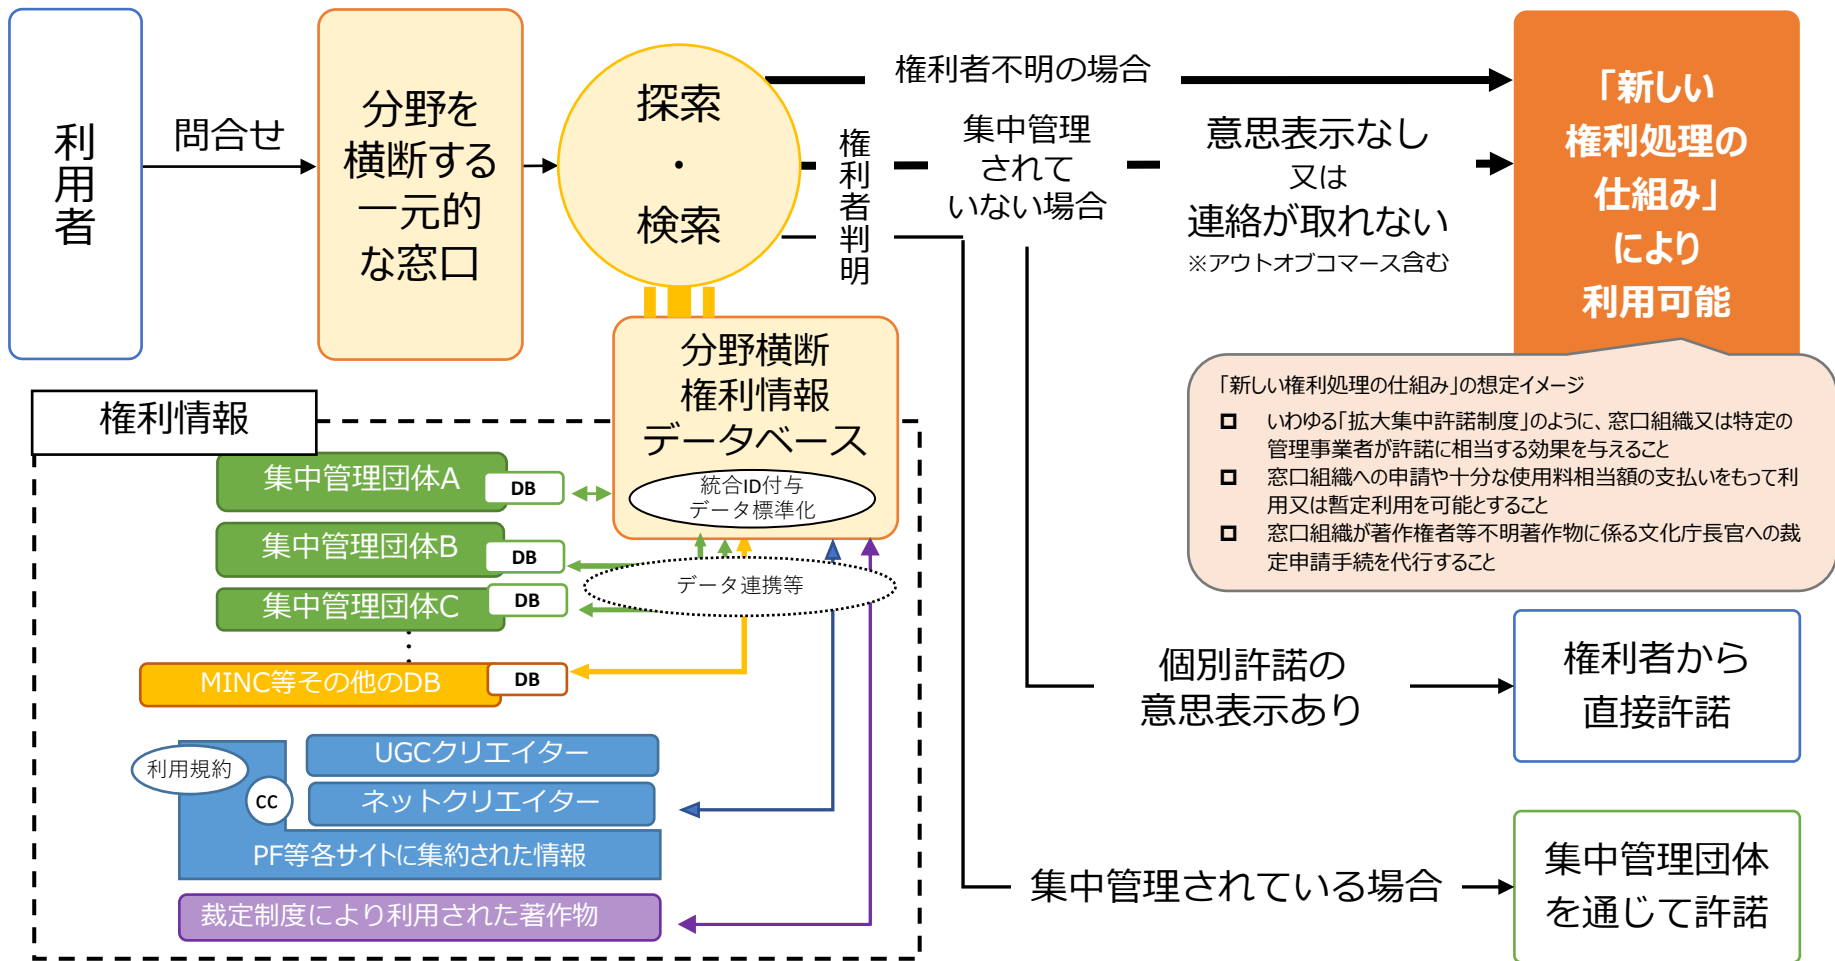 利用者
問合せ
分野を
横断する
一元的
な窓口
探索
・
検索
権利者不明の場合
権利者判明
集中管理
されて
いない場合
意思表示なし
又は
連絡が取れない
※アウトオブコマース含む
「新しい
権利処理の
仕組み」
により
利用可能
「新しい権利処理の仕組み」の想定イメージ
いわゆる「拡大集中許諾制度」のように、窓口組織又は特定の
管理事業者が許諾に相当する効果を与えること
窓口組織への申請や十分な使用料相当額の支払いをもって利
用又は暫定利用を可能とすること
窓口組織が著作権者等不明著作物に係る文化庁長官への裁
定申請手続を代行すること
分野横断
権利情報
データベース
統合ID付与
データ標準化
権利情報
集中管理団体A
DB
集中管理団体B
DB
集中管理団体C
DB
データ連携等
MINC等その他のDB
DB
利用規約
CC
UGCクリエイター
ネットクリエイター
PF等各サイトに集約された情報
裁定制度により利用された著作物
個別許諾の
意思表示あり
権利者から
直接許諾
集中管理されている場合
集中管理団体
を通じて許諾